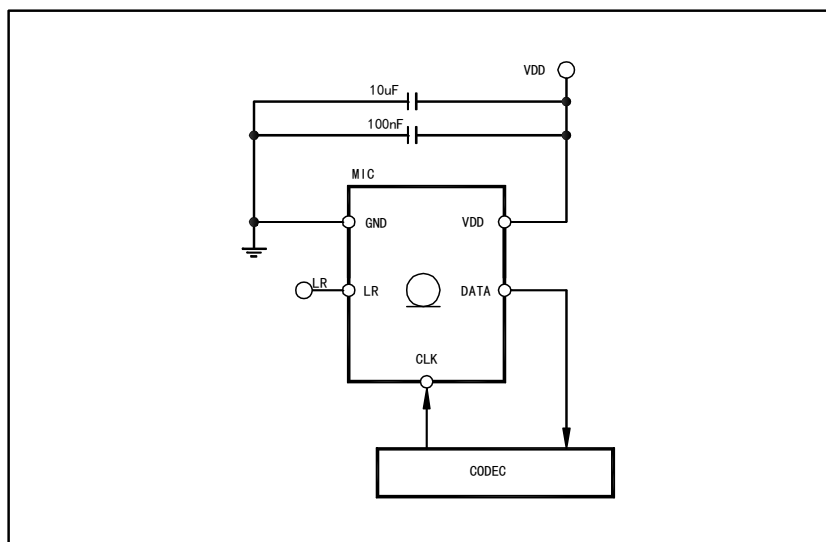 VDD
10uF
100nF
MIC
GND
VDD
LR
LR
DATA
CLK
CODEC